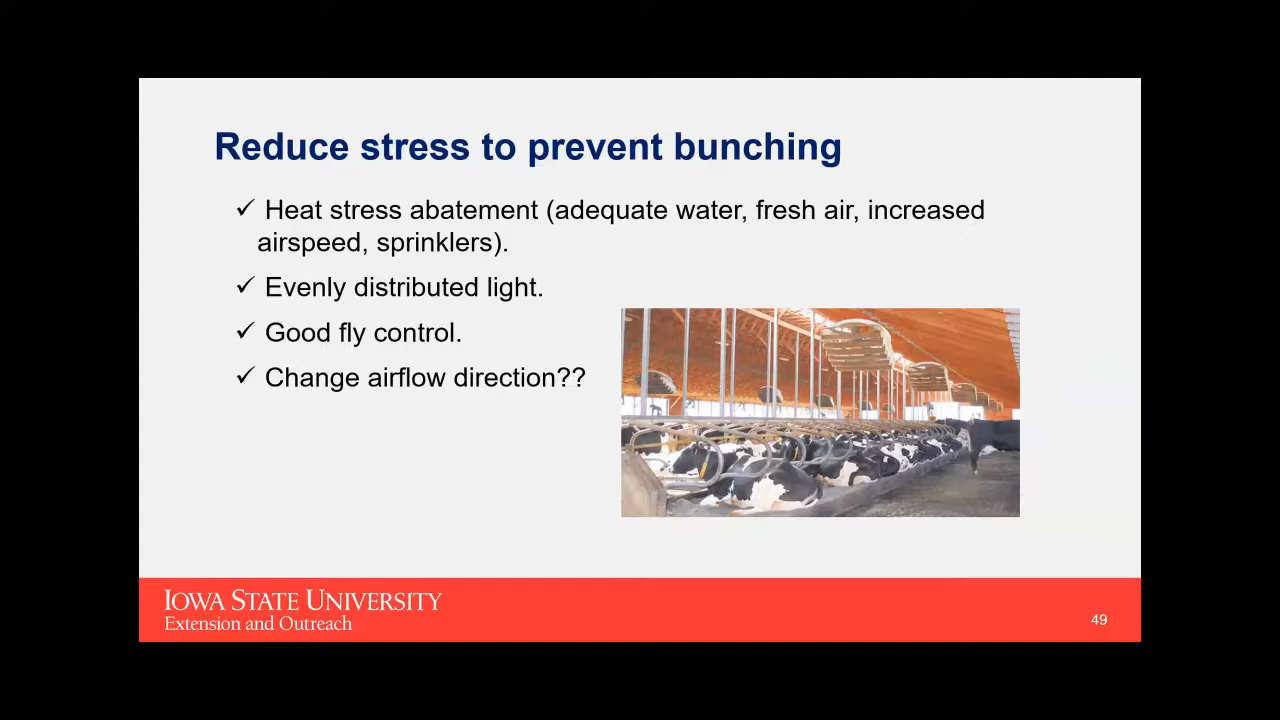 Reduce stress to prevent bunching
✓ Heat stress abatement (adequate water, fresh air, increased
airspeed, sprinklers).
✓ Evenly distributed light.
✓ Good fly control.
✓ Change airflow direction??
IOWA STATE UNIVERSITY
Extension and Outreach
49